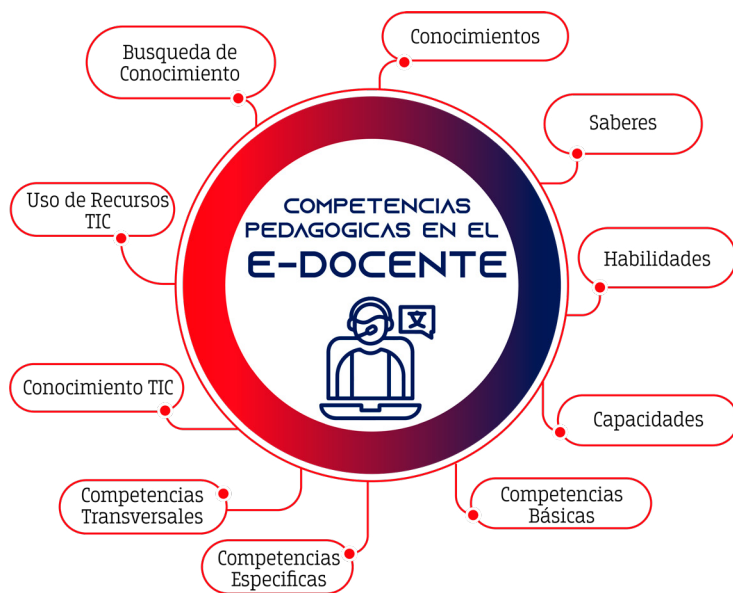 COMPETENCIAS
PEDAGOGICAS EN EL
E-DOCENTE
Conocimientos
Saberes
Habilidades
Capacidades
Competencias
Básicas
Competencias
Especificas
Competencias
Transversales
Conocimiento TIC
Uso de Recursos
TIC
Busqueda de
Conocimiento
文